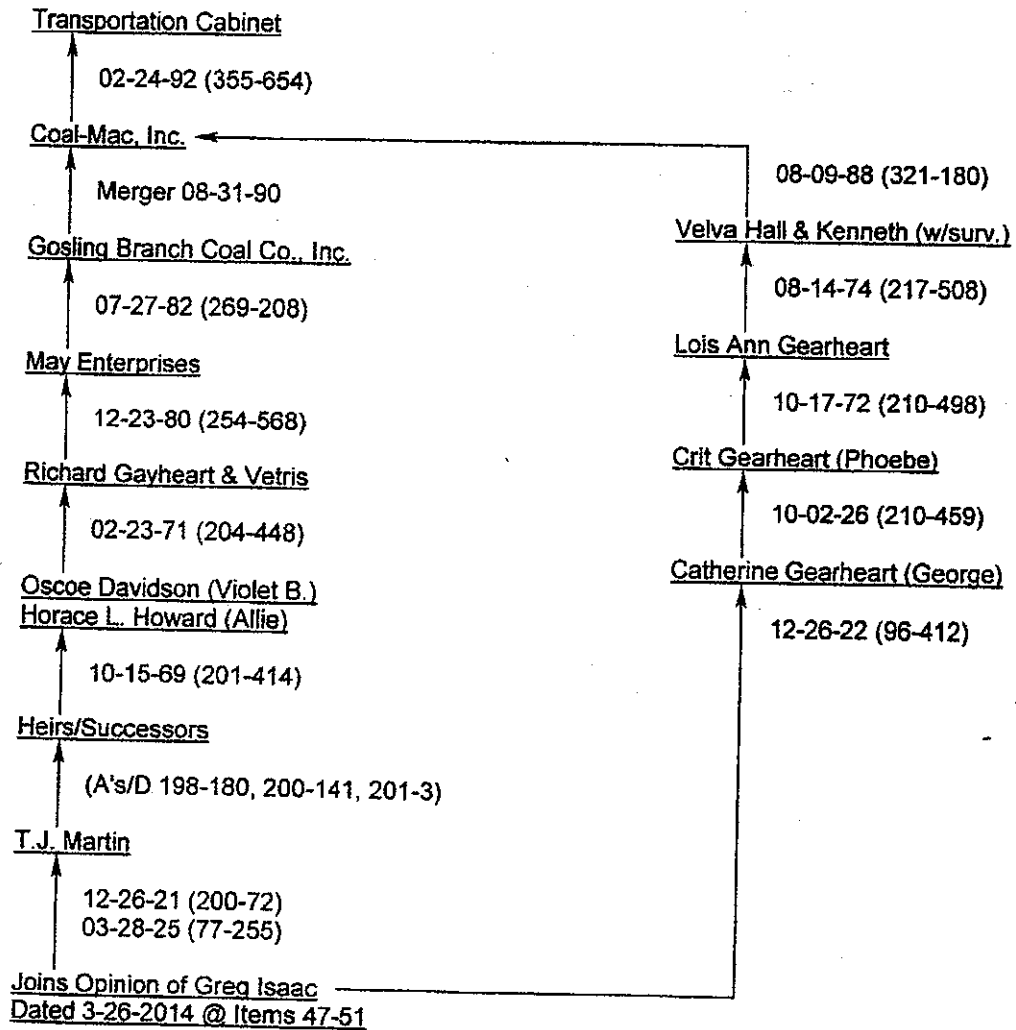 Transportation Cabinet
02-24-92 (355-654)
Coal-Mac, Inc.
Merger 08-31-90
Gosling Branch Coal Co., Inc.
07-27-82 (269-208)
May Enterprises
12-23-80 (254-568)
Richard Gayheart & Vetris
02-23-71 (204-448)
Oscoe Davidson (Violet B.)
Horace L. Howard (Allie)
10-15-69 (201-414)
Heirs/Successors
(A's/D 198-180, 200-141, 201-3)
T.J. Martin
12-26-21 (200-72)
03-28-25 (77-255)
Joins Opinion of Greg Isaac
Dated 3-26-2014 @ Items 47-51
08-09-88 (321-180)
Velva Hall & Kenneth (w/surv.)
08-14-74 (217-508)
Lois Ann Gearheart
10-17-72 (210-498)
Crit Gearheart (Phoebe)
10-02-26 (210-459)
Catherine Gearheart (George)
12-26-22 (96-412)